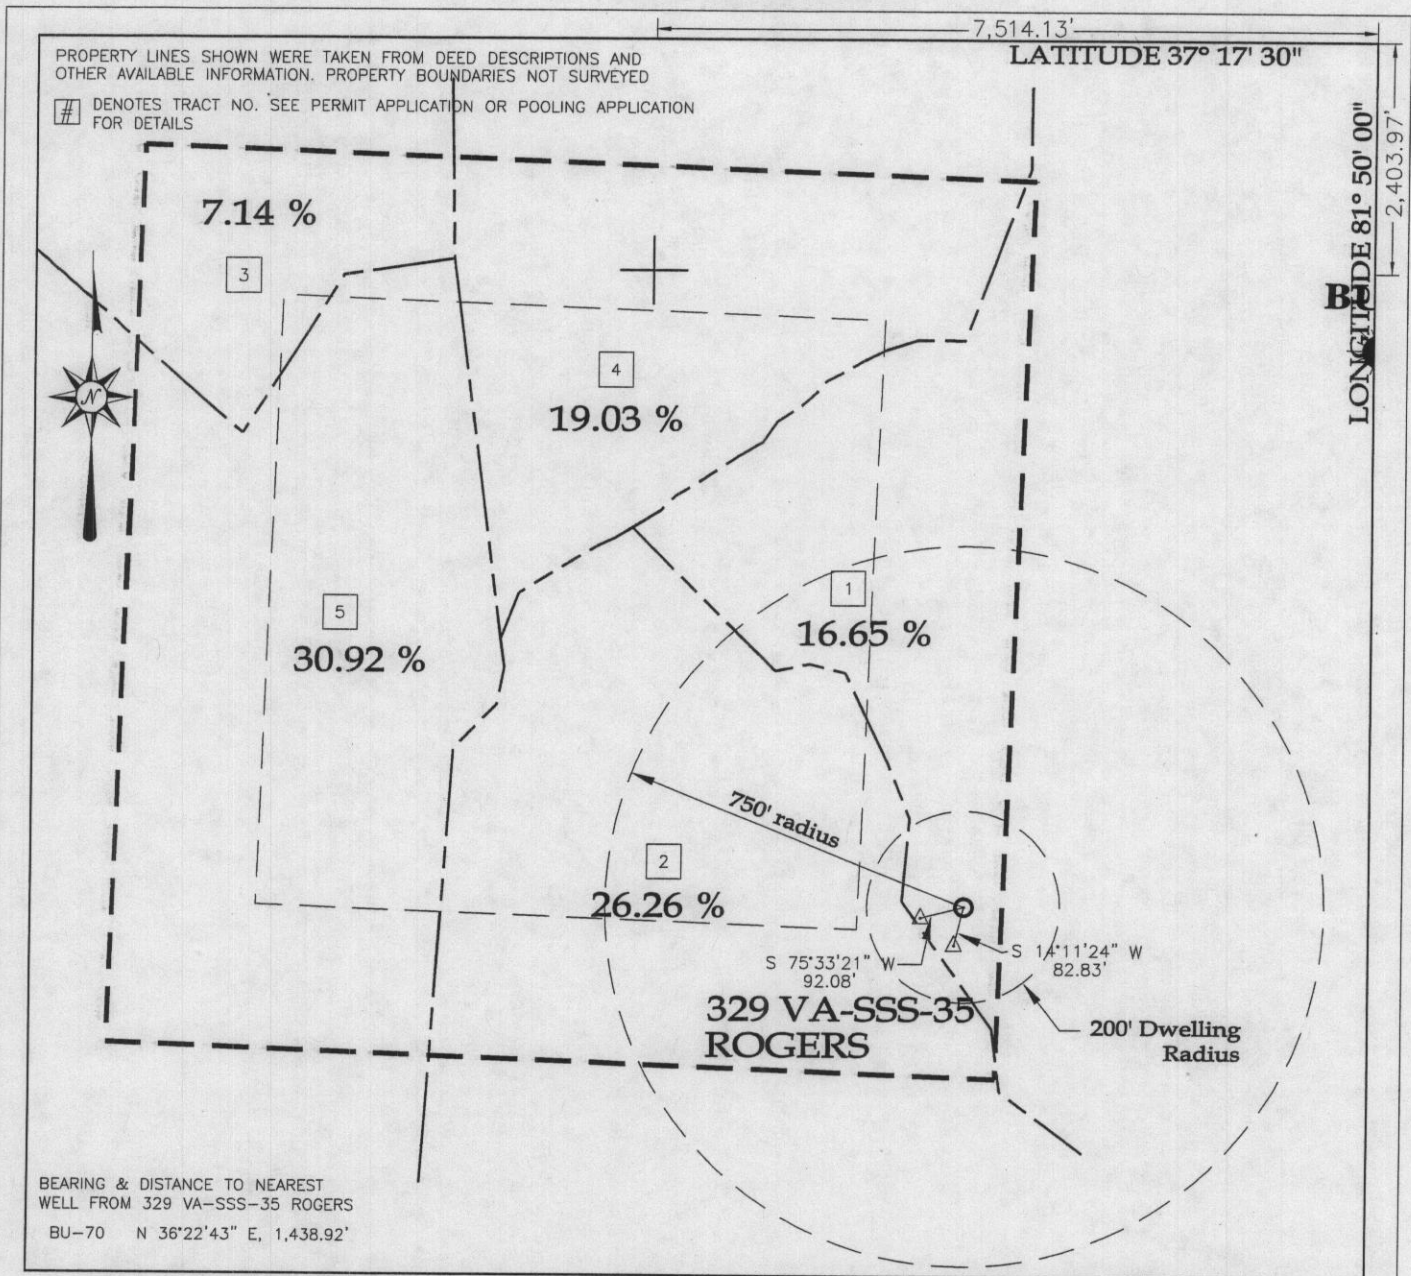 7,514.13'
LATITUDE 37° 17' 30"
PROPERTY LINES SHOWN WERE TAKEN FROM DEED DESCRIPTIONS AND
OTHER AVAILABLE INFORMATION. PROPERTY BOUNDARIES NOT SURVEYED
# DENOTES TRACT NO. SEE PERMIT APPLICATION OR POOLING APPLICATION
FOR DETAILS
LONGITUDE 81° 50' 00"
2,403.97'
7.14 %
3
N
4
19.03 %
1
16.65 %
5
30.92 %
750' radius
2
26.26 %
S 75°33'21" W
92.08'
S 14°11'24" W
82.83'
329 VA-SSS-35
ROGERS
200' Dwelling
Radius
BEARING & DISTANCE TO NEAREST
WELL FROM 329 VA-SSS-35 ROGERS
BU-70 N 36°22'43" E, 1,438.92'